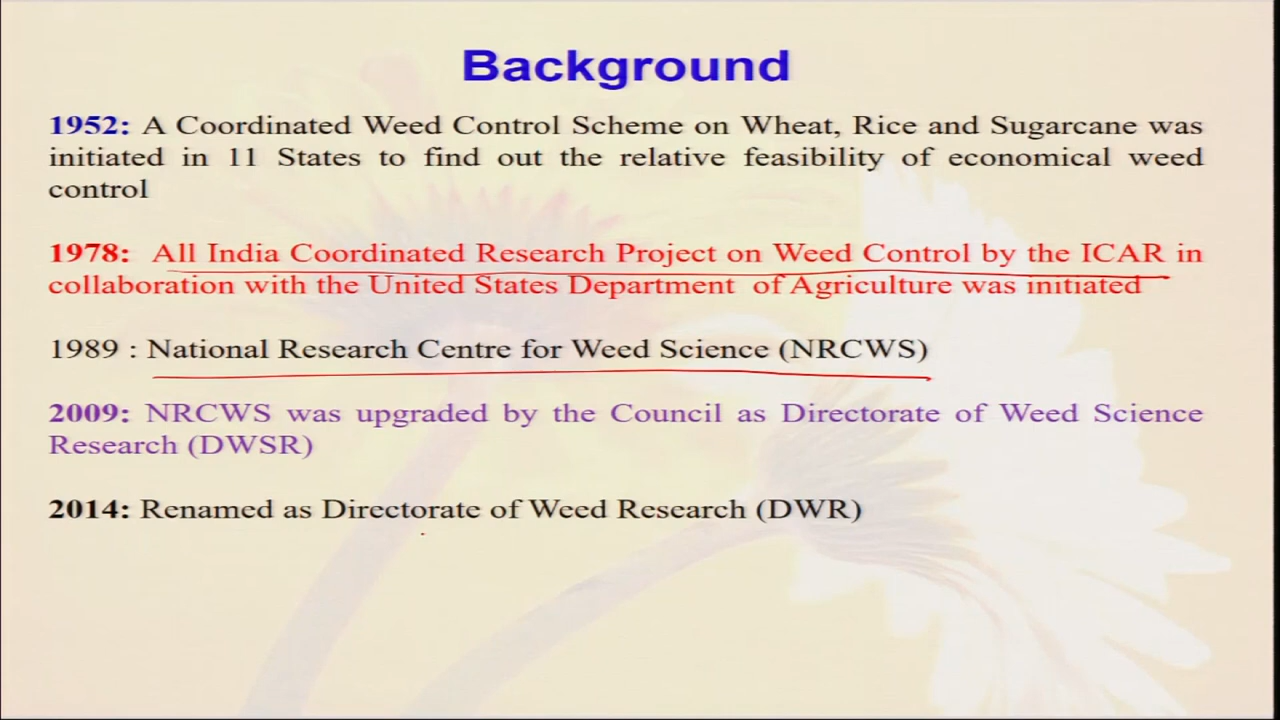 Background
1952: A Coordinated Weed Control Scheme on Wheat, Rice and Sugarcane was
initiated in 11 States to find out the relative feasibility of economical weed
control
1978: All India Coordinated Research Project on Weed Control by the ICAR in
collaboration with the United States Department of Agriculture was initiated
1989 : National Research Centre for Weed Science (NRCWS)
2009: NRCWS was upgraded by the Council as Directorate of Weed Science
Research (DWSR)
2014: Renamed as Directorate of Weed Research (DWR)